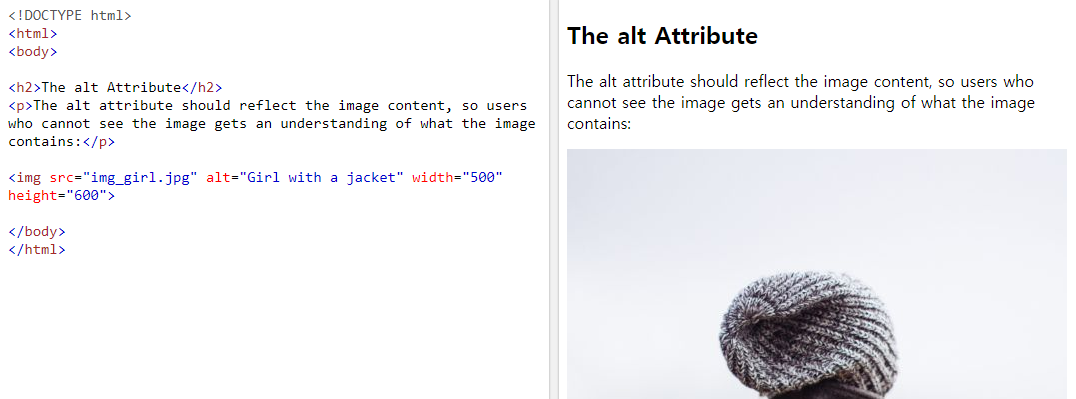 <!DOCTYPE html>
<html>
<body>
<h2>The alt Attribute</h2>
<p>The alt attribute should reflect the image content, so users
who cannot see the image gets an understanding of what the image
contains:</p>
<img src="img_girl.jpg" alt="Girl with a jacket" width="500"
height="600">
</body>
</html>
The alt Attribute
The alt attribute should reflect the image content, so users who
cannot see the image gets an understanding of what the image
contains: